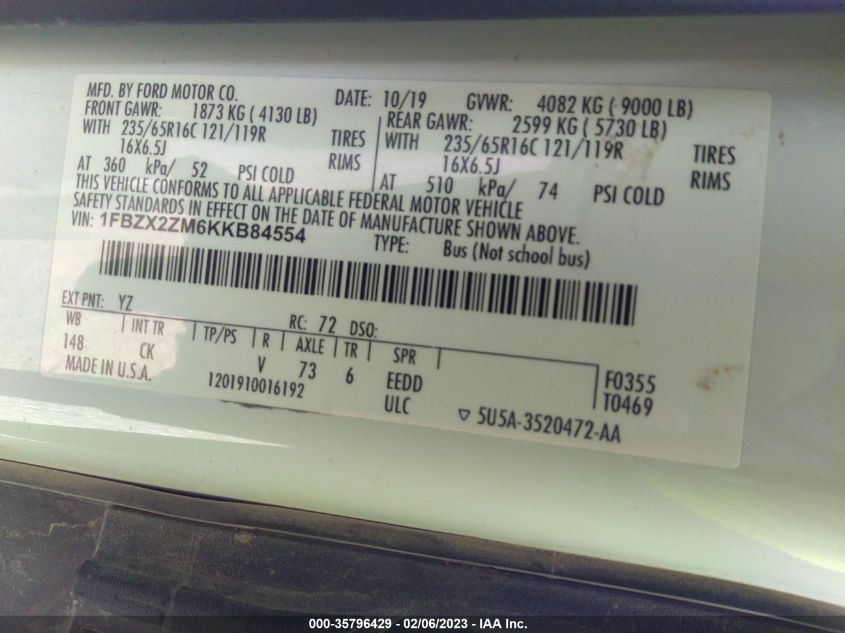 MFD. BY FORD MOTOR CO. DATE: 10/19 GVWR: 4082 KG ( 9000 LB)
FRONT GAWR: 1873 KG ( 4130 LB) REAR GAWR: 2599 KG ( 5730 LB)
WITH 235/65R16C 121/119R TIRES WITH 235/65R16C 121/119R TIRES
16X6.5J RIMS 16X6.5J RIMS
AT 360 kPa/ 52 PSI COLD AT 510 kPa/ 74 PSI COLD
THIS VEHICLE CONFORMS TO ALL APPLICABLE FEDERAL MOTOR VEHICLE
SAFETY STANDARDS IN EFFECT ON THE DATE OF MANUFACTURE SHOWN ABOVE.
VIN: 1FBZX2ZM6KKB84554 TYPE: Bus (Not school bus)
EXT PNT: YZ RC: 72 DSO:
WB INT TR TP/PS R AXLE TR SPR
148 CK V 73 6 EEDD F0355
MADE IN U.S.A. 1201910016192 ULC T0469
▽ 5U5A-3520472-AA
000-35796429 - 02/06/2023 - IAA Inc.